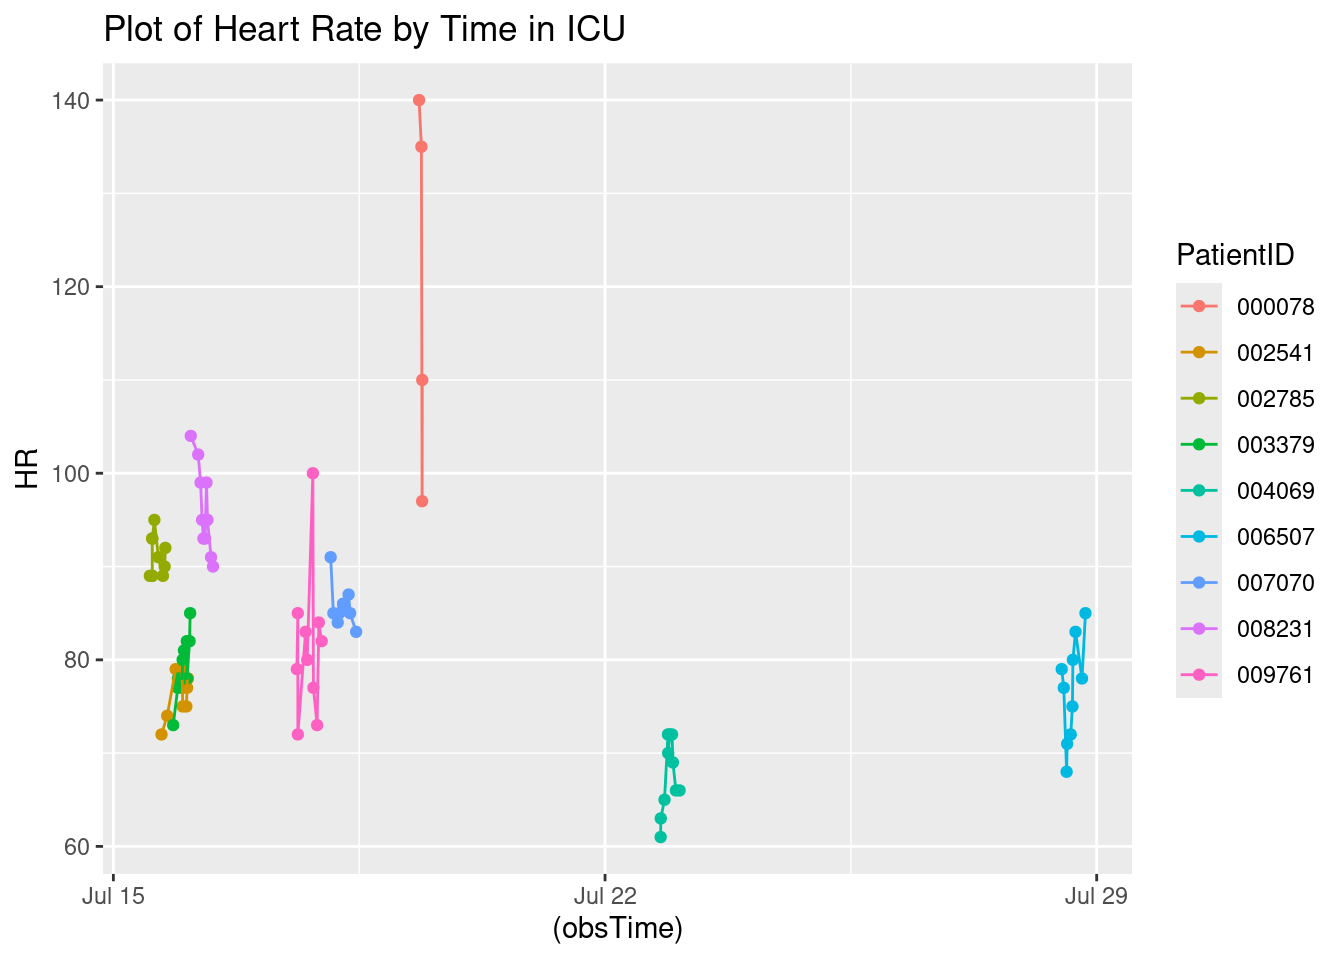 Plot of Heart Rate by Time in ICU
140
120
100
80
60
HR
Jul 15
Jul 22
Jul 29
(obsTime)
PatientID
000078
002541
002785
003379
004069
006507
007070
008231
009761